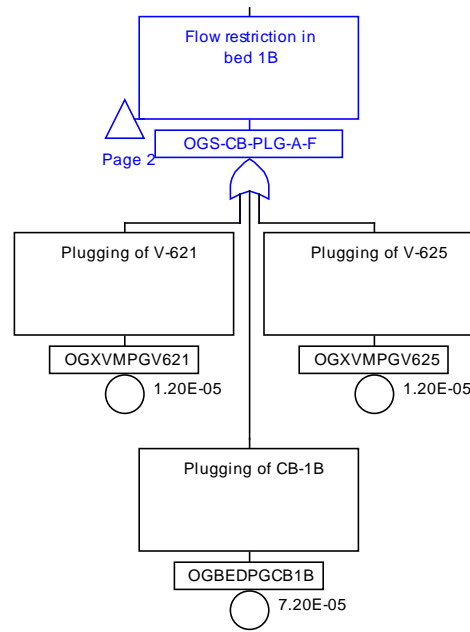 Flow restriction in
bed 1B
Page 2
OGS-CB-PLG-A-F
Plugging of V-621
Plugging of V-625
OGXVMPGV621
OGXVMPGV625
1.20E-05
1.20E-05
Plugging of CB-1B
OGBEDPGCB1B
7.20E-05